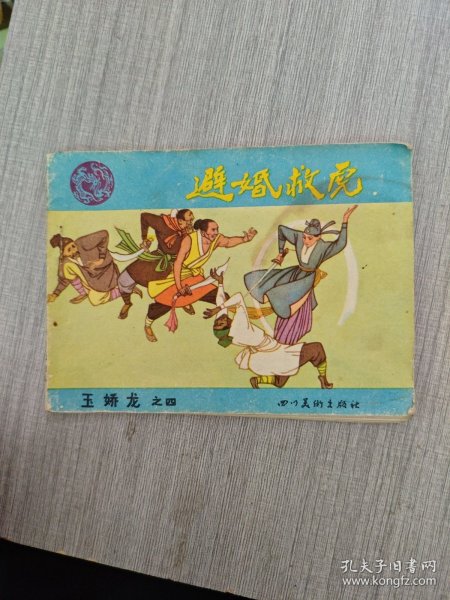 避婚救虎
玉娇龙 之四
四川美術出版社
孔夫子旧书网
www.kongfz.com